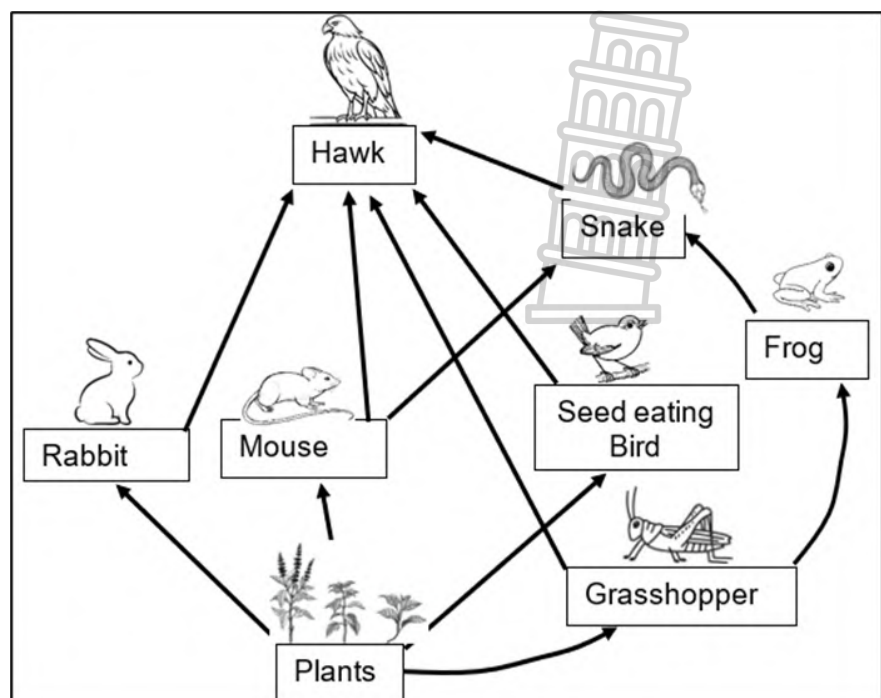 Hawk
Snake
Frog
Rabbit
Mouse
Seed eating
Bird
Grasshopper
Plants